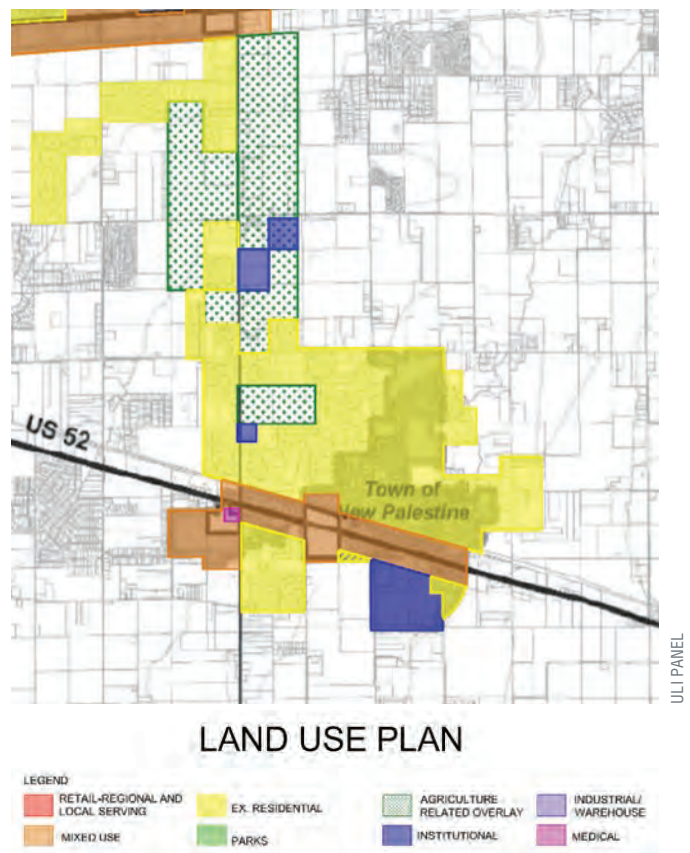 US 52
Town of
New Palestine
ULI PANEL
LAND USE PLAN
LEGEND
RETAIL-REGIONAL AND
LOCAL SERVING
MIXED USE
EX. RESIDENTIAL
PARKS
AGRICULTURE
RELATED OVERLAY
INSTITUTIONAL
INDUSTRIAL/
WAREHOUSE
MEDICAL